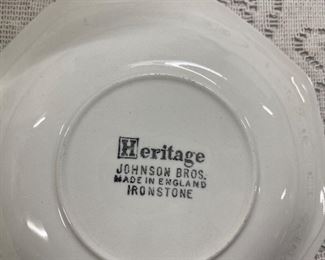 Heritage
JOHNSON BROS.
MADE IN ENGLAND
IRONSTONE